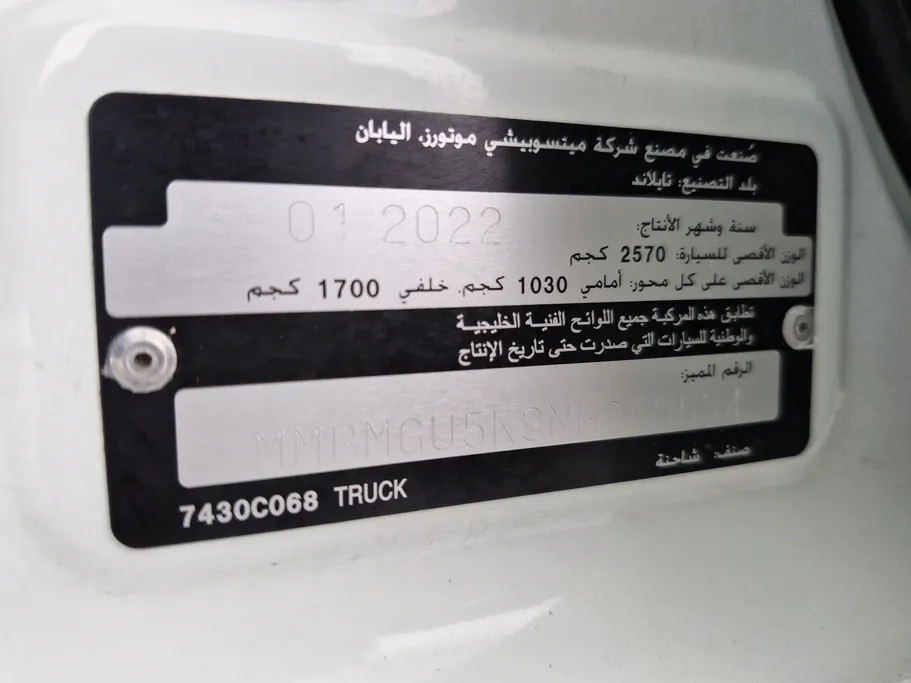 صُنعت في مصنع شركة ميتسوبيشي موتورز، اليابان
بلد التصنيع: تايلاند
سنة وشهر الأنتاج: 01 2022
الوزن الأقصى للسيارة: 2570 كجم
الوزن الأقصى على كل محور: أمامي 1030 كجم. خلفي 1700 كجم
تطابق هذه المركبة جميع اللوائح الفنية الخليجية
والوطنية للسيارات التي صدرت حتى تاريخ الإنتاج
الرقم المميز:
صنف: شاحنة
7430C068 TRUCK